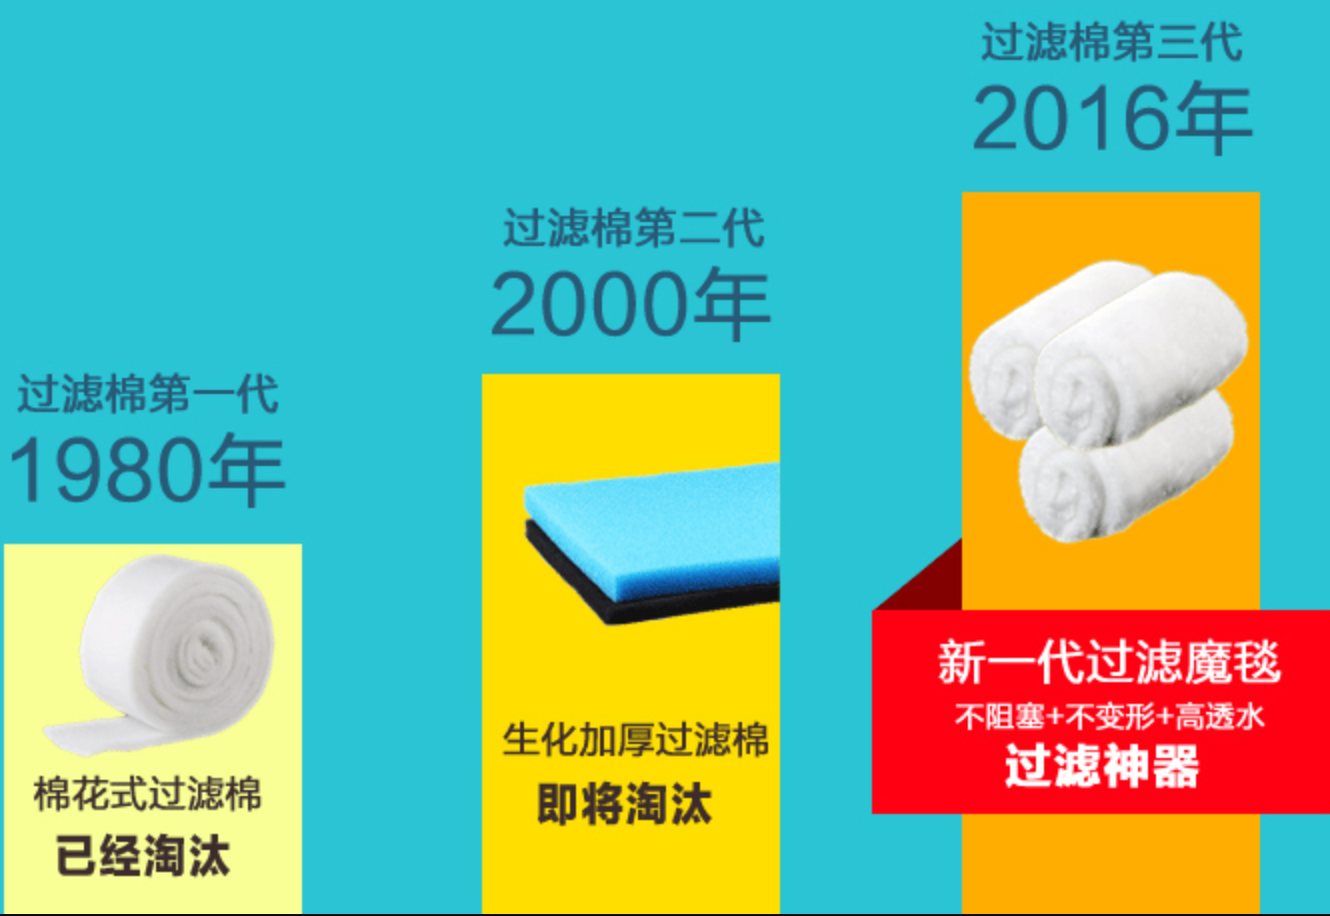 过滤棉第一代
1980年
棉花式过滤棉
已经淘汰
过滤棉第二代
2000年
生化加厚过滤棉
即将淘汰
过滤棉第三代
2016年
新一代过滤魔毯
不阻塞+不变形+高透水
过滤神器